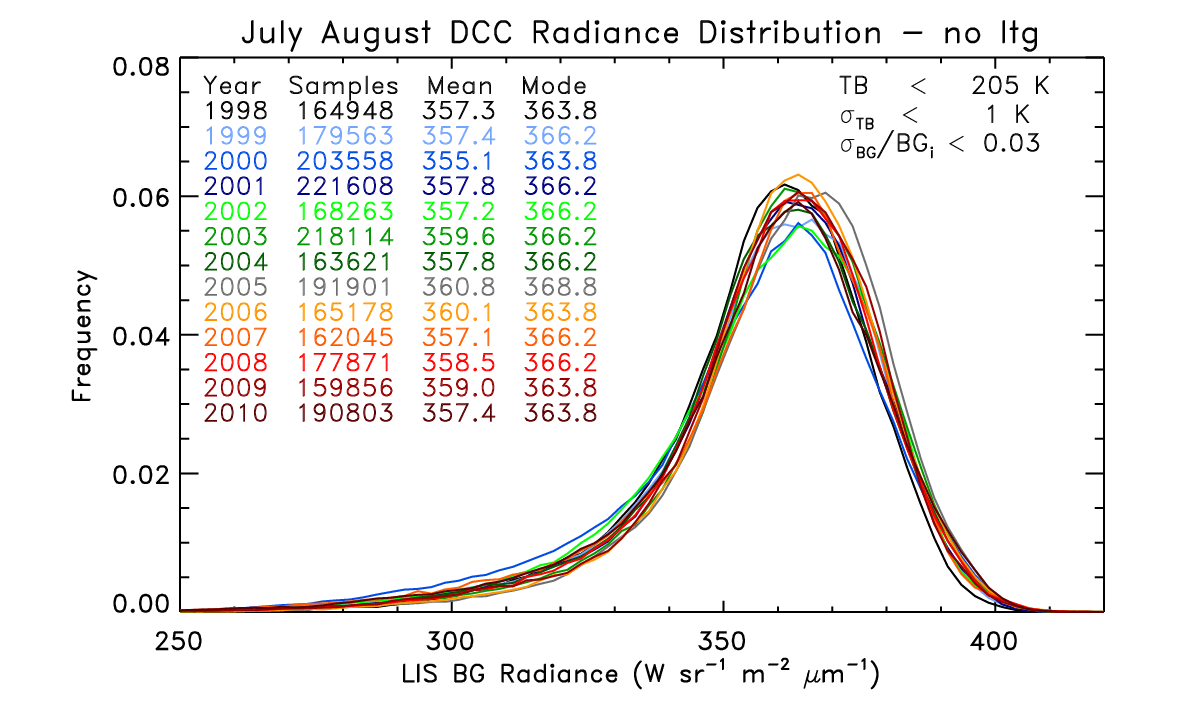 July August DCC Radiance Distribution - no ltg
0.08
Year Samples Mean Mode
1998 164948 357.3 363.8
1999 179563 357.4 366.2
2000 203558 355.1 363.8
2001 221608 357.8 366.2
2002 168263 357.2 366.2
2003 218114 359.6 366.2
2004 163621 357.8 366.2
2005 191901 360.8 368.8
2006 165178 360.1 363.8
2007 162045 357.1 366.2
2008 177871 358.5 366.2
2009 159856 359.0 363.8
2010 190803 357.4 363.8
TB < 205 K
σTB < 1 K
σBG/BGi < 0.03
0.06
0.04
0.02
0.00
Frequency
250 300 350 400
LIS BG Radiance (W sr⁻¹ m⁻² μm⁻¹)